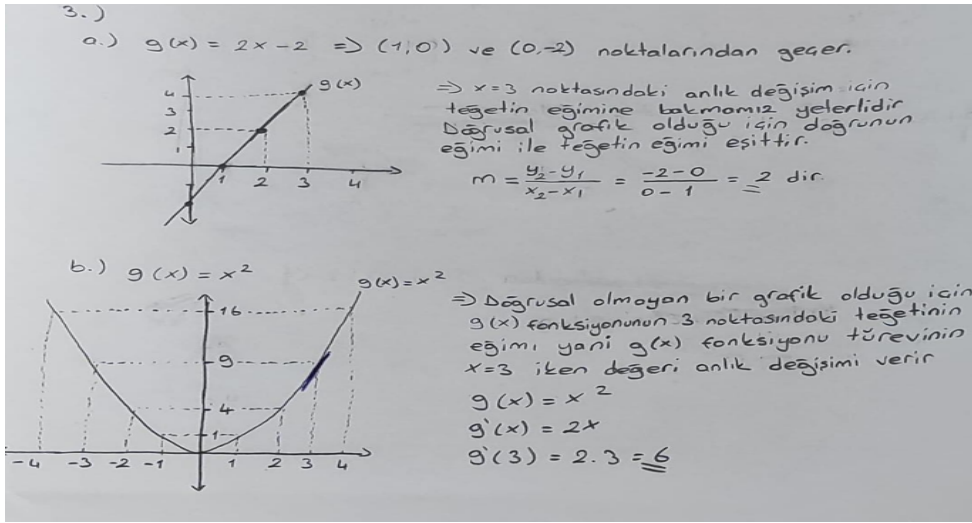 3.)
a.) g(x) = 2x-2 => (1,0) ve (0,-2) noktalarından geçer.
g(x)
4
3
2
1
1 2 3 4
=> x=3 noktasındaki anlık değişim için
teğetin eğimine bakmamız yeterlidir
Doğrusal grafik olduğu için doğrunun
eğimi ile teğetin eğimi eşittir.
m = y₂-y₁ / x₂-x₁ = -2-0 / 0-1 = 2 dir.
b.) g(x) = x²
g(x)=x²
16
9
4
1
-4 -3 -2 -1 1 2 3 4
=> Doğrusal olmayan bir grafik olduğu için
g(x) fonksiyonunun 3 noktasındaki teğetinin
eğimi, yani g(x) fonksiyonu türevinin
x=3 iken değeri anlık değişimi verir
g(x) = x²
g'(x) = 2x
g'(3) = 2.3 = 6